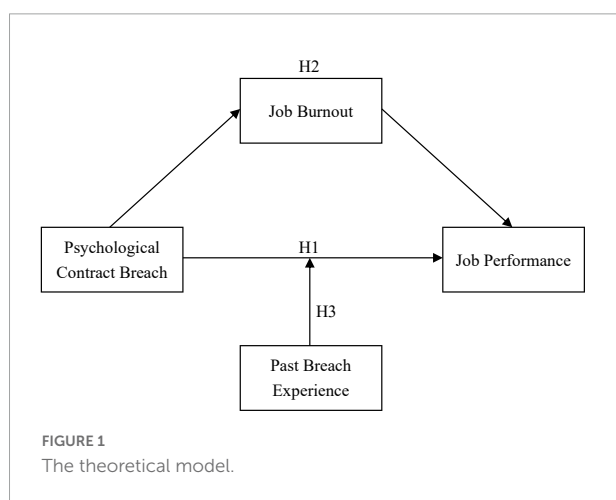 H2
Job Burnout
Psychological
Contract Breach
H1
Job Performance
H3
Past Breach
Experience
FIGURE 1
The theoretical model.